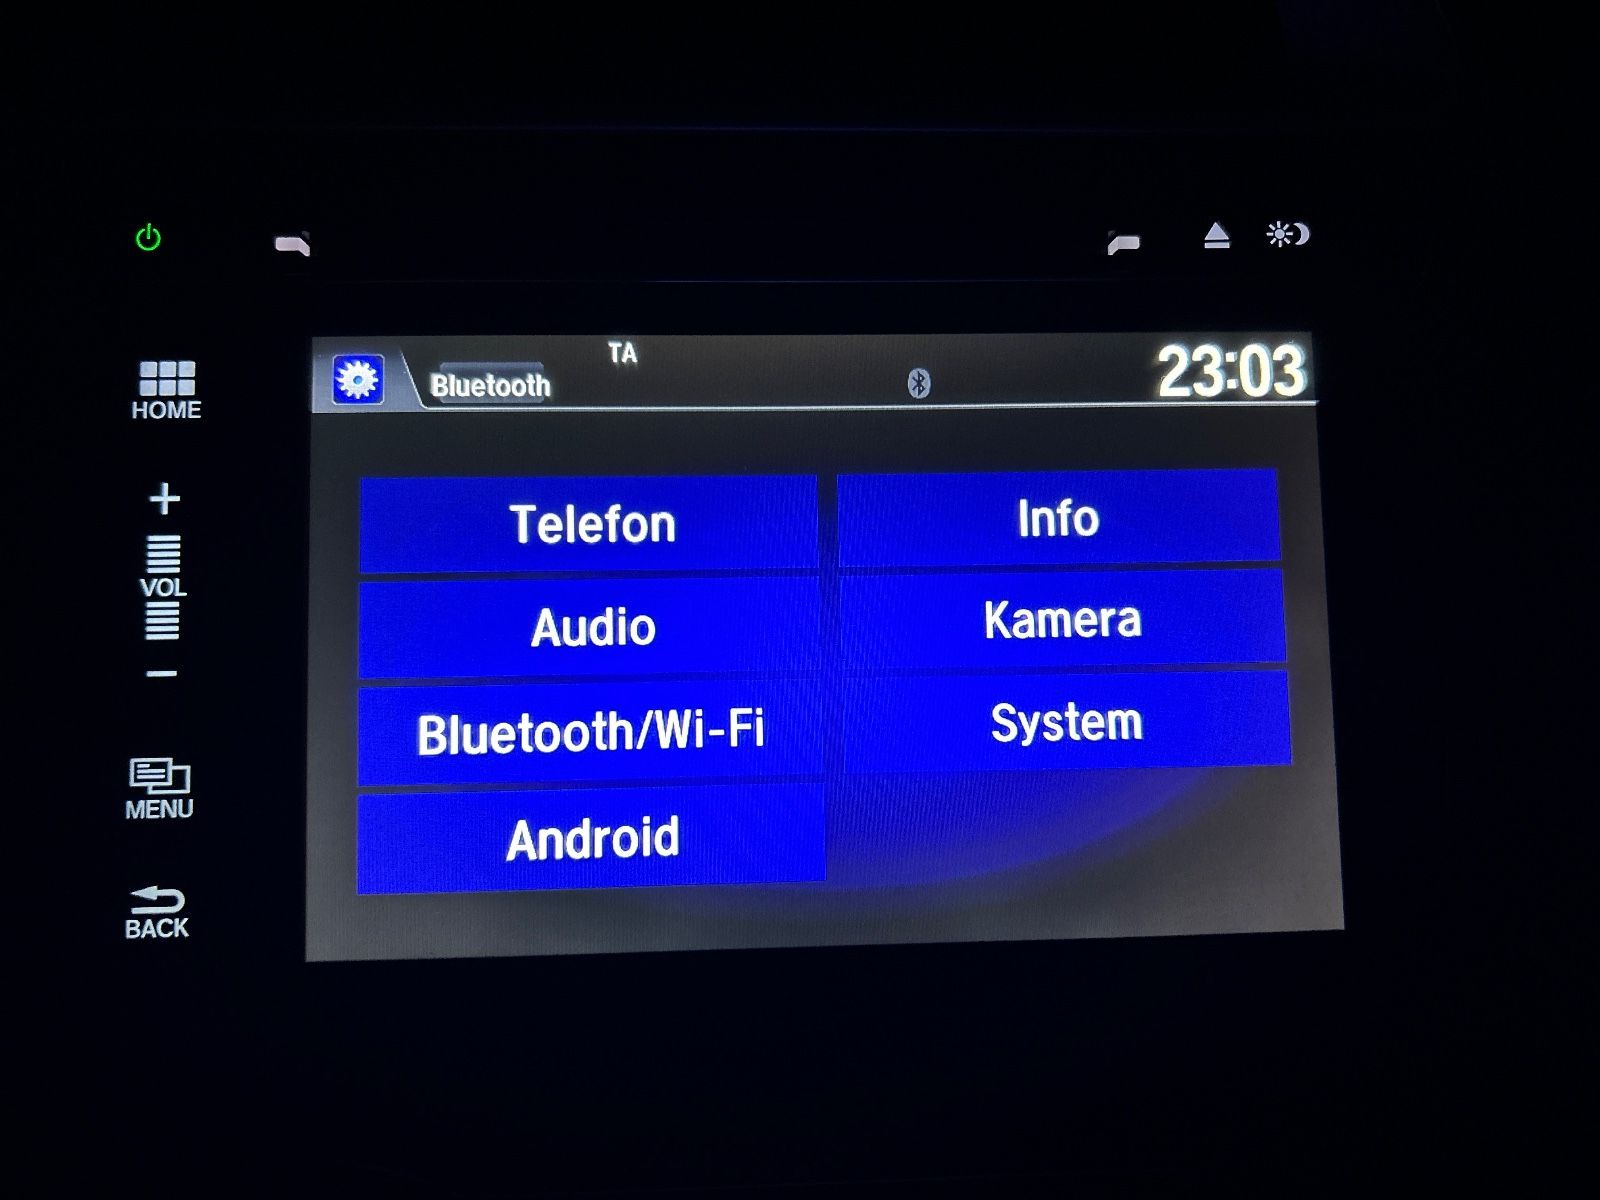 TA
Bluetooth
23:03
HOME
Telefon
Info
+
VOL
−
Audio
Kamera
Bluetooth/Wi-Fi
System
MENU
Android
BACK